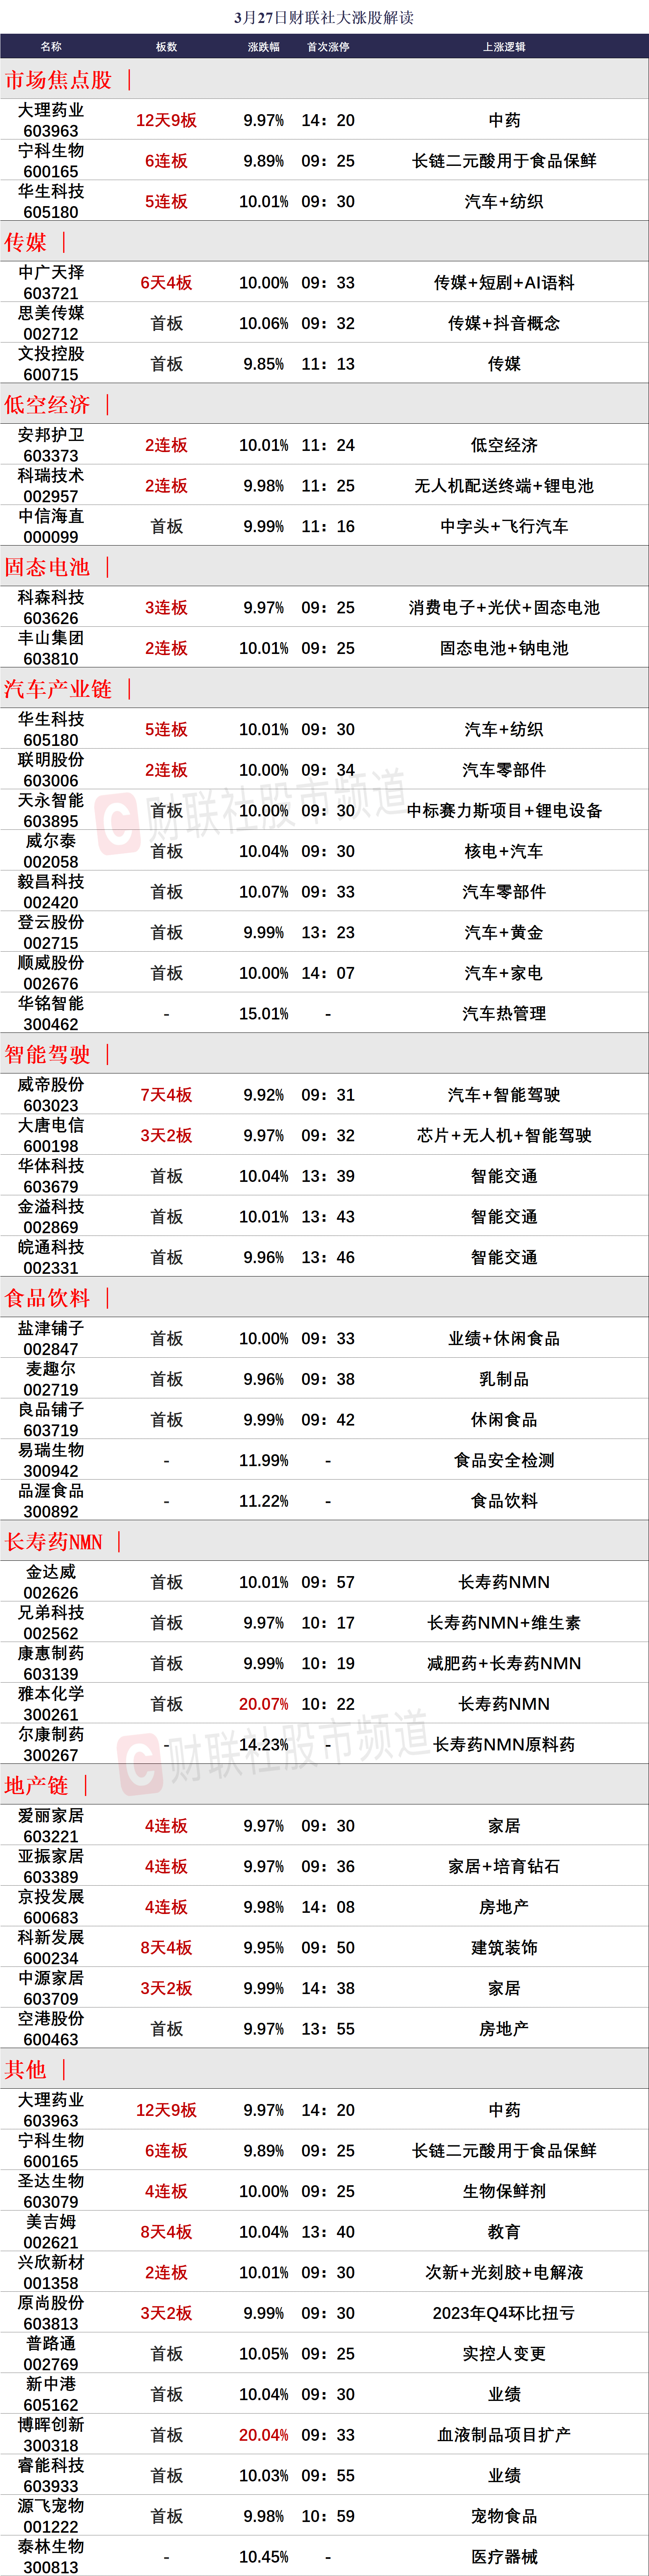 3月27日财联社大涨股解读
名称 板数 涨跌幅 首次涨停 上涨逻辑
市场焦点股 |
大理药业 603963 12天9板 9.97% 14：20 中药
宁科生物 600165 6连板 9.89% 09：25 长链二元酸用于食品保鲜
华生科技 605180 5连板 10.01% 09：30 汽车+纺织
传媒 |
中广天择 603721 6天4板 10.00% 09：33 传媒+短剧+AI语料
思美传媒 002712 首板 10.06% 09：32 传媒+抖音概念
文投控股 600715 首板 9.85% 11：13 传媒
低空经济 |
安邦护卫 603373 2连板 10.01% 11：24 低空经济
科瑞技术 002957 2连板 9.98% 11：25 无人机配送终端+锂电池
中信海直 000099 首板 9.99% 11：16 中字头+飞行汽车
固态电池 |
科森科技 603626 3连板 9.97% 09：25 消费电子+光伏+固态电池
丰山集团 603810 2连板 10.01% 09：25 固态电池+钠电池
汽车产业链 |
华生科技 605180 5连板 10.01% 09：30 汽车+纺织
联明股份 603006 2连板 10.00% 09：34 汽车零部件
天永智能 603895 首板 10.00% 09：30 中标赛力斯项目+锂电设备
财联社股市频道
威尔泰 002058 首板 10.04% 09：30 核电+汽车
毅昌科技 002420 首板 10.07% 09：33 汽车零部件
登云股份 002715 首板 9.99% 13：23 汽车+黄金
顺威股份 002676 首板 10.00% 14：07 汽车+家电
华铭智能 300462 - 15.01% - 汽车热管理
智能驾驶 |
威帝股份 603023 7天4板 9.92% 09：31 汽车+智能驾驶
大唐电信 600198 3天2板 9.97% 09：32 芯片+无人机+智能驾驶
华体科技 603679 首板 10.04% 13：39 智能交通
金溢科技 002869 首板 10.01% 13：43 智能交通
皖通科技 002331 首板 9.96% 13：46 智能交通
食品饮料 |
盐津铺子 002847 首板 10.00% 09：33 业绩+休闲食品
麦趣尔 002719 首板 9.96% 09：38 乳制品
良品铺子 603719 首板 9.99% 09：42 休闲食品
易瑞生物 300942 - 11.99% - 食品安全检测
品渥食品 300892 - 11.22% - 食品饮料
长寿药NMN |
金达威 002626 首板 10.01% 09：57 长寿药NMN
兄弟科技 002562 首板 9.97% 10：17 长寿药NMN+维生素
康惠制药 603139 首板 9.99% 10：19 减肥药+长寿药NMN
雅本化学 300261 首板 20.07% 10：22 长寿药NMN
尔康制药 300267 - 14.23% - 长寿药NMN原料药
财联社股市频道
地产链 |
爱丽家居 603221 4连板 9.97% 09：30 家居
亚振家居 603389 4连板 9.97% 09：36 家居+培育钻石
京投发展 600683 4连板 9.98% 14：08 房地产
科新发展 600234 8天4板 9.95% 09：50 建筑装饰
中源家居 603709 3天2板 9.99% 14：38 家居
空港股份 600463 首板 9.97% 13：55 房地产
其他 |
大理药业 603963 12天9板 9.97% 14：20 中药
宁科生物 600165 6连板 9.89% 09：25 长链二元酸用于食品保鲜
圣达生物 603079 4连板 10.00% 09：25 生物保鲜剂
美吉姆 002621 8天4板 10.04% 13：40 教育
兴欣新材 001358 2连板 10.01% 09：30 次新+光刻胶+电解液
原尚股份 603813 3天2板 9.99% 09：30 2023年Q4环比扭亏
普路通 002769 首板 10.05% 09：25 实控人变更
新中港 605162 首板 10.04% 09：30 业绩
博晖创新 300318 首板 20.04% 09：33 血液制品项目扩产
睿能科技 603933 首板 10.03% 09：55 业绩
源飞宠物 001222 首板 9.98% 10：59 宠物食品
泰林生物 300813 - 10.45% - 医疗器械